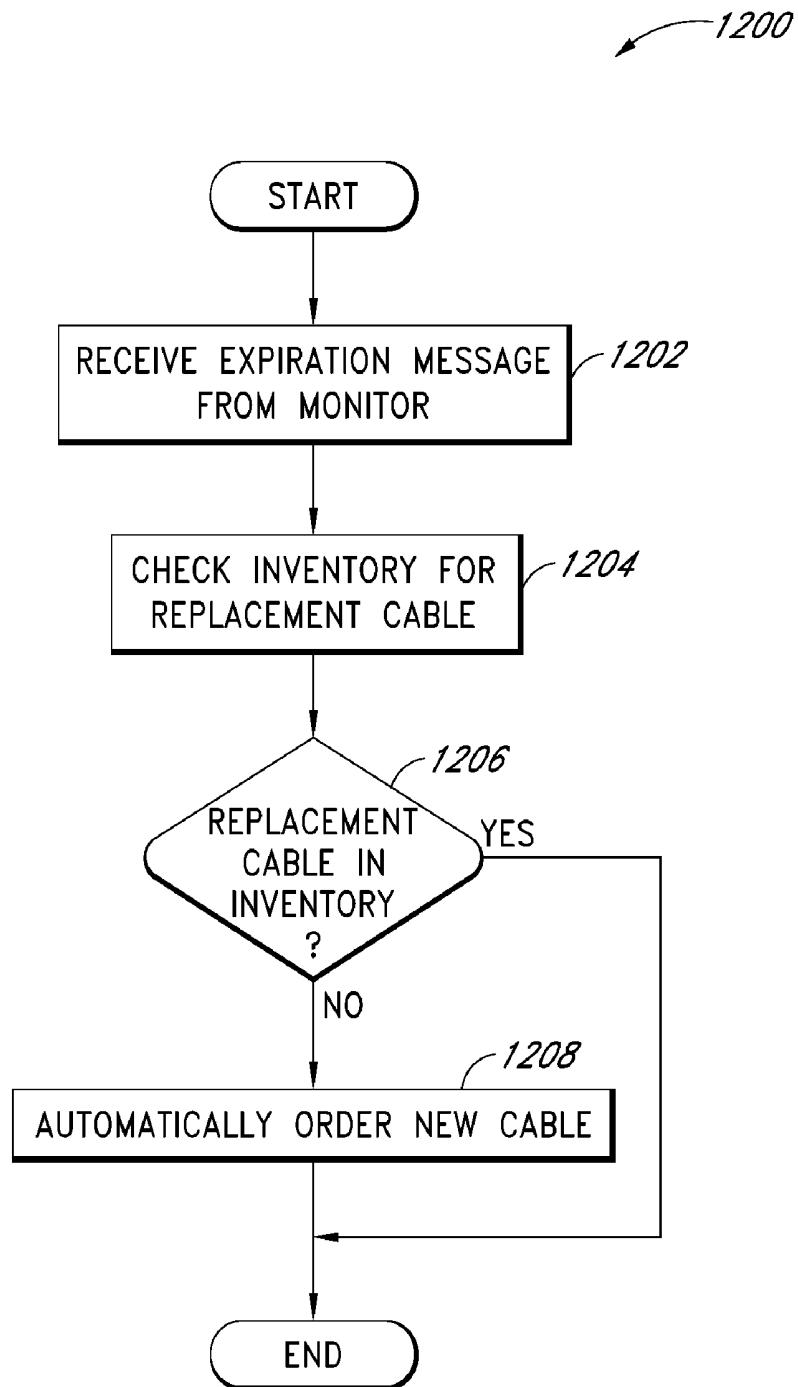 1200
START
RECEIVE EXPIRATION MESSAGE
FROM MONITOR
1202
CHECK INVENTORY FOR
REPLACEMENT CABLE
1204
1206
REPLACEMENT
CABLE IN
INVENTORY
?
YES
NO
1208
AUTOMATICALLY ORDER NEW CABLE
END